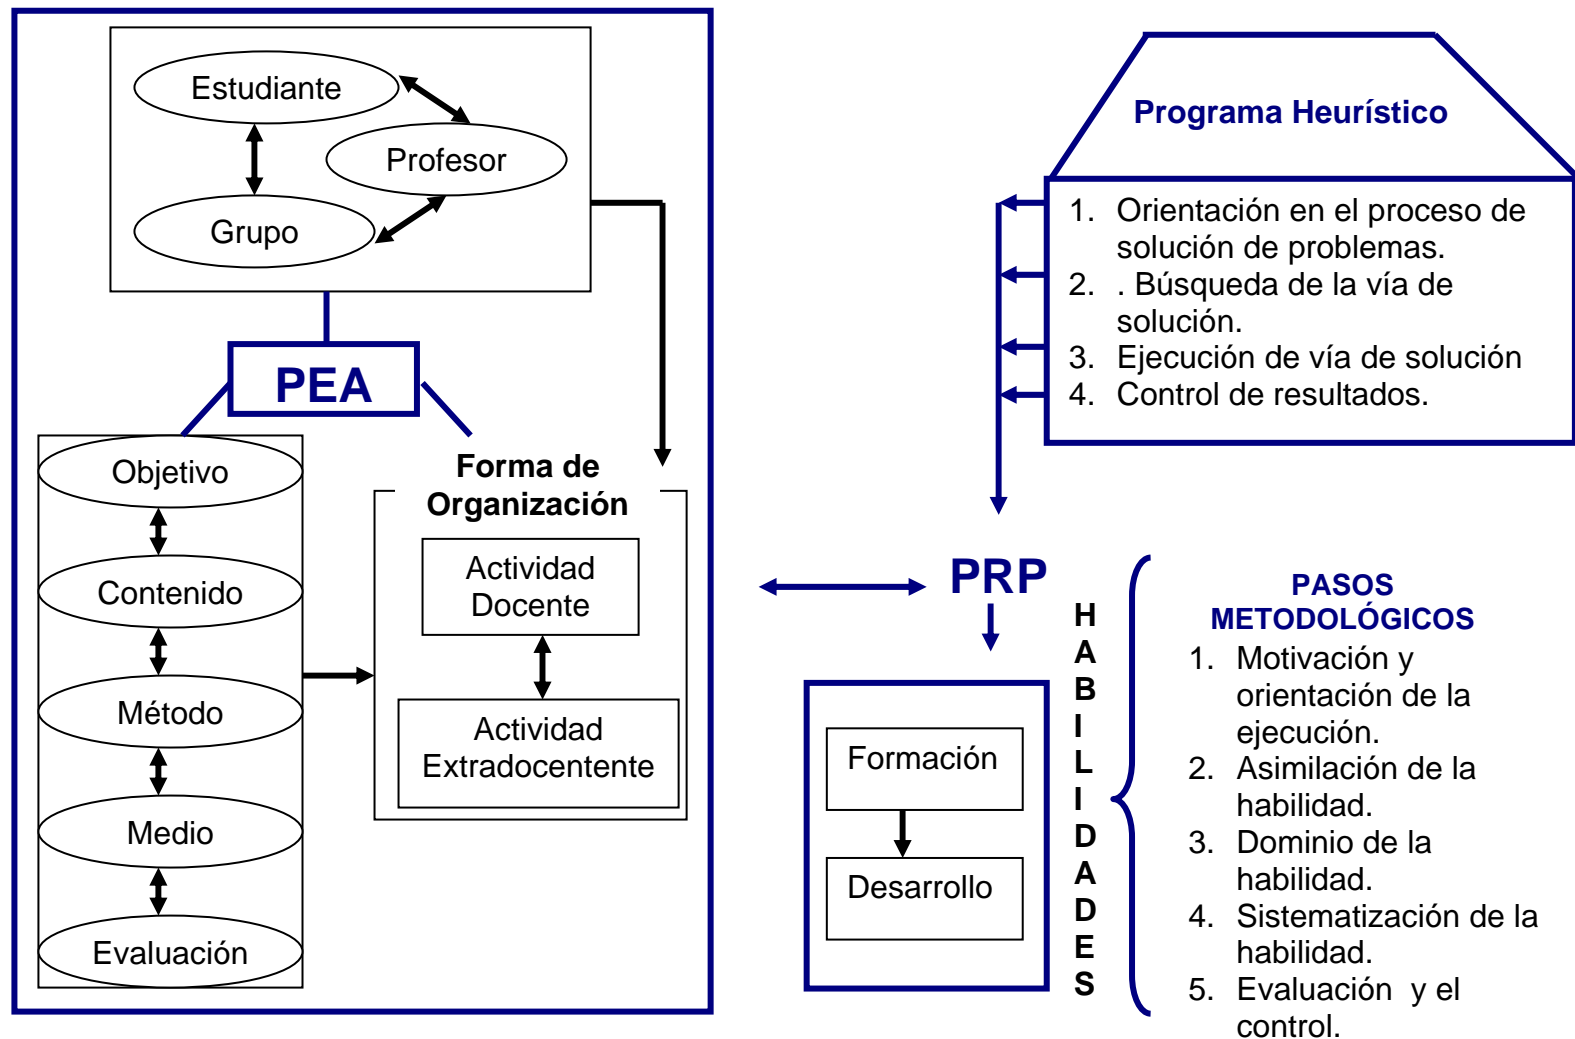 Estudiante
Profesor
Grupo
PEA
Objetivo
Contenido
Método
Medio
Evaluación
Forma de
Organización
Actividad
Docente
Actividad
Extradocentente
Programa Heurístico
1. Orientación en el proceso de
solución de problemas.
2. . Búsqueda de la vía de
solución.
3. Ejecución de vía de solución
4. Control de resultados.
PRP
Formación
Desarrollo
H
A
B
I
L
I
D
A
D
E
S
PASOS
METODOLÓGICOS
1. Motivación y
orientación de la
ejecución.
2. Asimilación de la
habilidad.
3. Dominio de la
habilidad.
4. Sistematización de la
habilidad.
5. Evaluación y el
control.